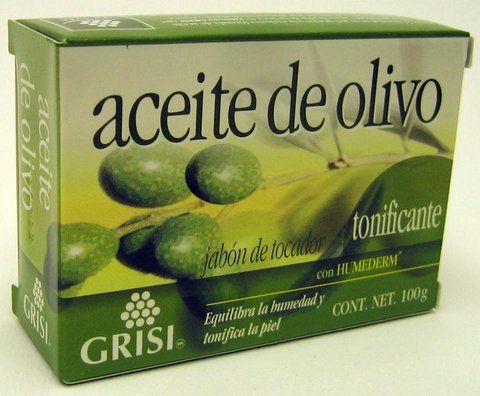 aceite de olivo
aceite
de olivo
jabón de tocador
tonificante
con HUMEDERM
Equilibra la humedad y
tonifica la piel
CONT. NET. 100g
GRISI
GRISI